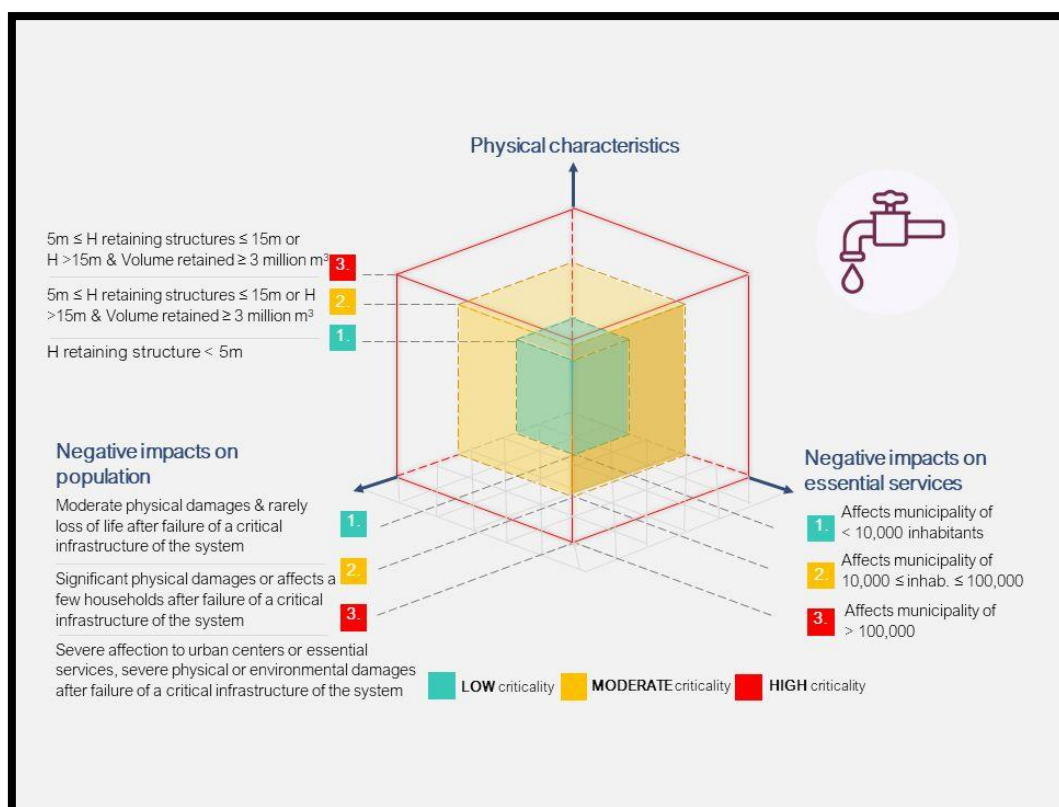 Physical characteristics
5m ≤ H retaining structures ≤ 15m or
H >15m & Volume retained ≥ 3 million m³
3.
5m ≤ H retaining structures ≤ 15m or H
>15m & Volume retained ≥ 3 million m³
2.
1.
H retaining structure < 5m
Negative impacts on
population
Moderate physical damages & rarely
loss of life after failure of a critical
infrastructure of the system
1.
Significant physical damages or affects a
few households after failure of a critical
infrastructure of the system
2.
3.
Severe affection to urban centers or essential
services, severe physical or environmental damages
after failure of a critical infrastructure of the system
Negative impacts on
essential services
1.
Affects municipality of
< 10,000 inhabitants
2.
Affects municipality of
10,000 ≤ inhab. ≤ 100,000
3.
Affects municipality of
> 100,000
LOW criticality
MODERATE criticality
HIGH criticality